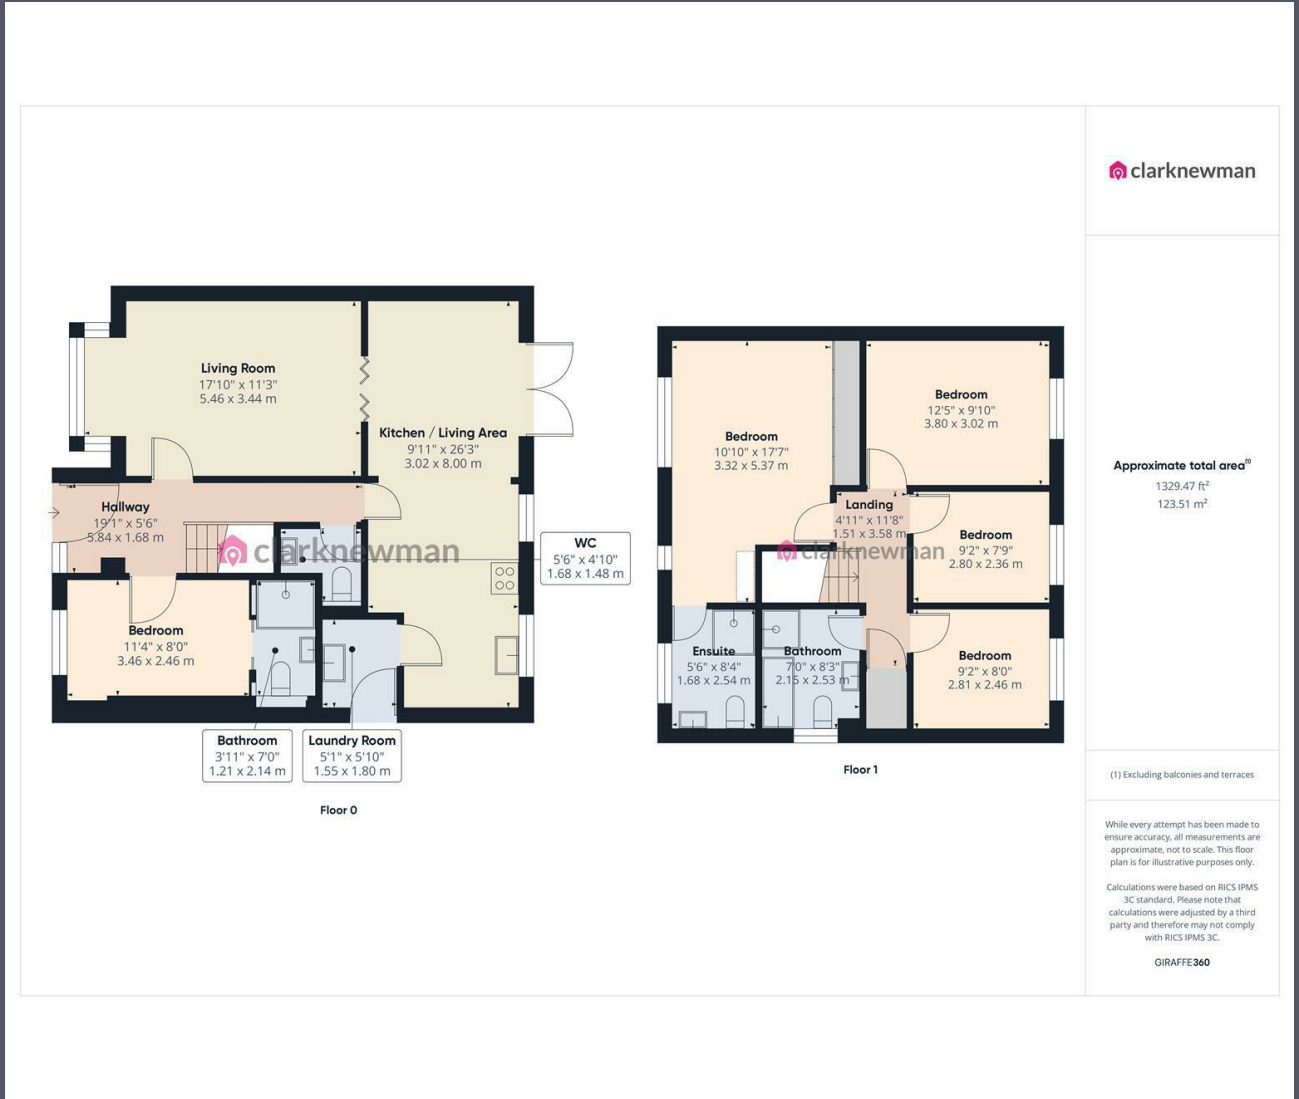 clarknewman
Living Room
17'10" x 11'3"
5.46 x 3.44 m
Kitchen / Living Area
9'11" x 26'3"
3.02 x 8.00 m
Hallway
19'1" x 5'6"
5.84 x 1.68 m
clarknewman
WC
5'6" x 4'10"
1.68 x 1.48 m
Bedroom
11'4" x 8'0"
3.46 x 2.46 m
Bathroom
3'11" x 7'0"
1.21 x 2.14 m
Laundry Room
5'1" x 5'10"
1.55 x 1.80 m
Floor 0
Bedroom
10'10" x 17'7"
3.32 x 5.37 m
Bedroom
12'5" x 9'10"
3.80 x 3.02 m
Landing
4'11" x 11'8"
1.51 x 3.58 m
clarknewman
Bedroom
9'2" x 7'9"
2.80 x 2.36 m
Ensuite
5'6" x 8'4"
1.68 x 2.54 m
Bathroom
7'0" x 8'3"
2.15 x 2.53 m
Bedroom
9'2" x 8'0"
2.81 x 2.46 m
Floor 1
Approximate total area(1)
1329.47 ft²
123.51 m²
(1) Excluding balconies and terraces
While every attempt has been made to
ensure accuracy, all measurements are
approximate, not to scale. This floor
plan is for illustrative purposes only.
Calculations were based on RICS IPMS
3C standard. Please note that
calculations were adjusted by a third
party and therefore may not comply
with RICS IPMS 3C.
GIRAFFE360